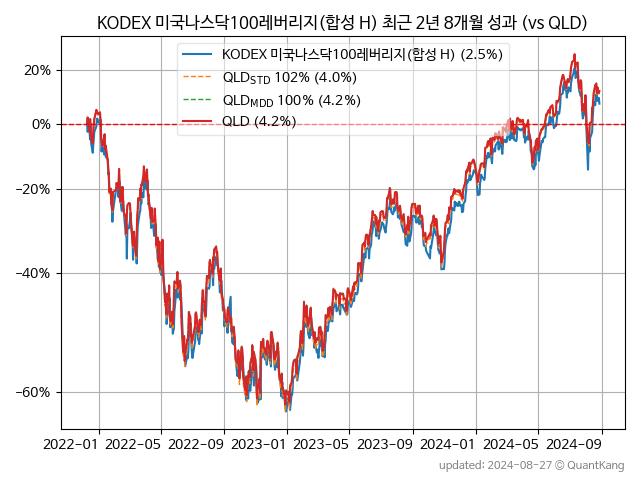 KODEX 미국나스닥100레버리지(합성 H) 최근 2년 8개월 성과 (vs QLD)
KODEX 미국나스닥100레버리지(합성 H) (2.5%)
QLD_STD 102% (4.0%)
QLD_MDD 100% (4.2%)
QLD (4.2%)
20%
0%
−20%
−40%
−60%
2022-01 2022-05 2022-09 2023-01 2023-05 2023-09 2024-01 2024-05 2024-09
updated: 2024-08-27 © QuantKang